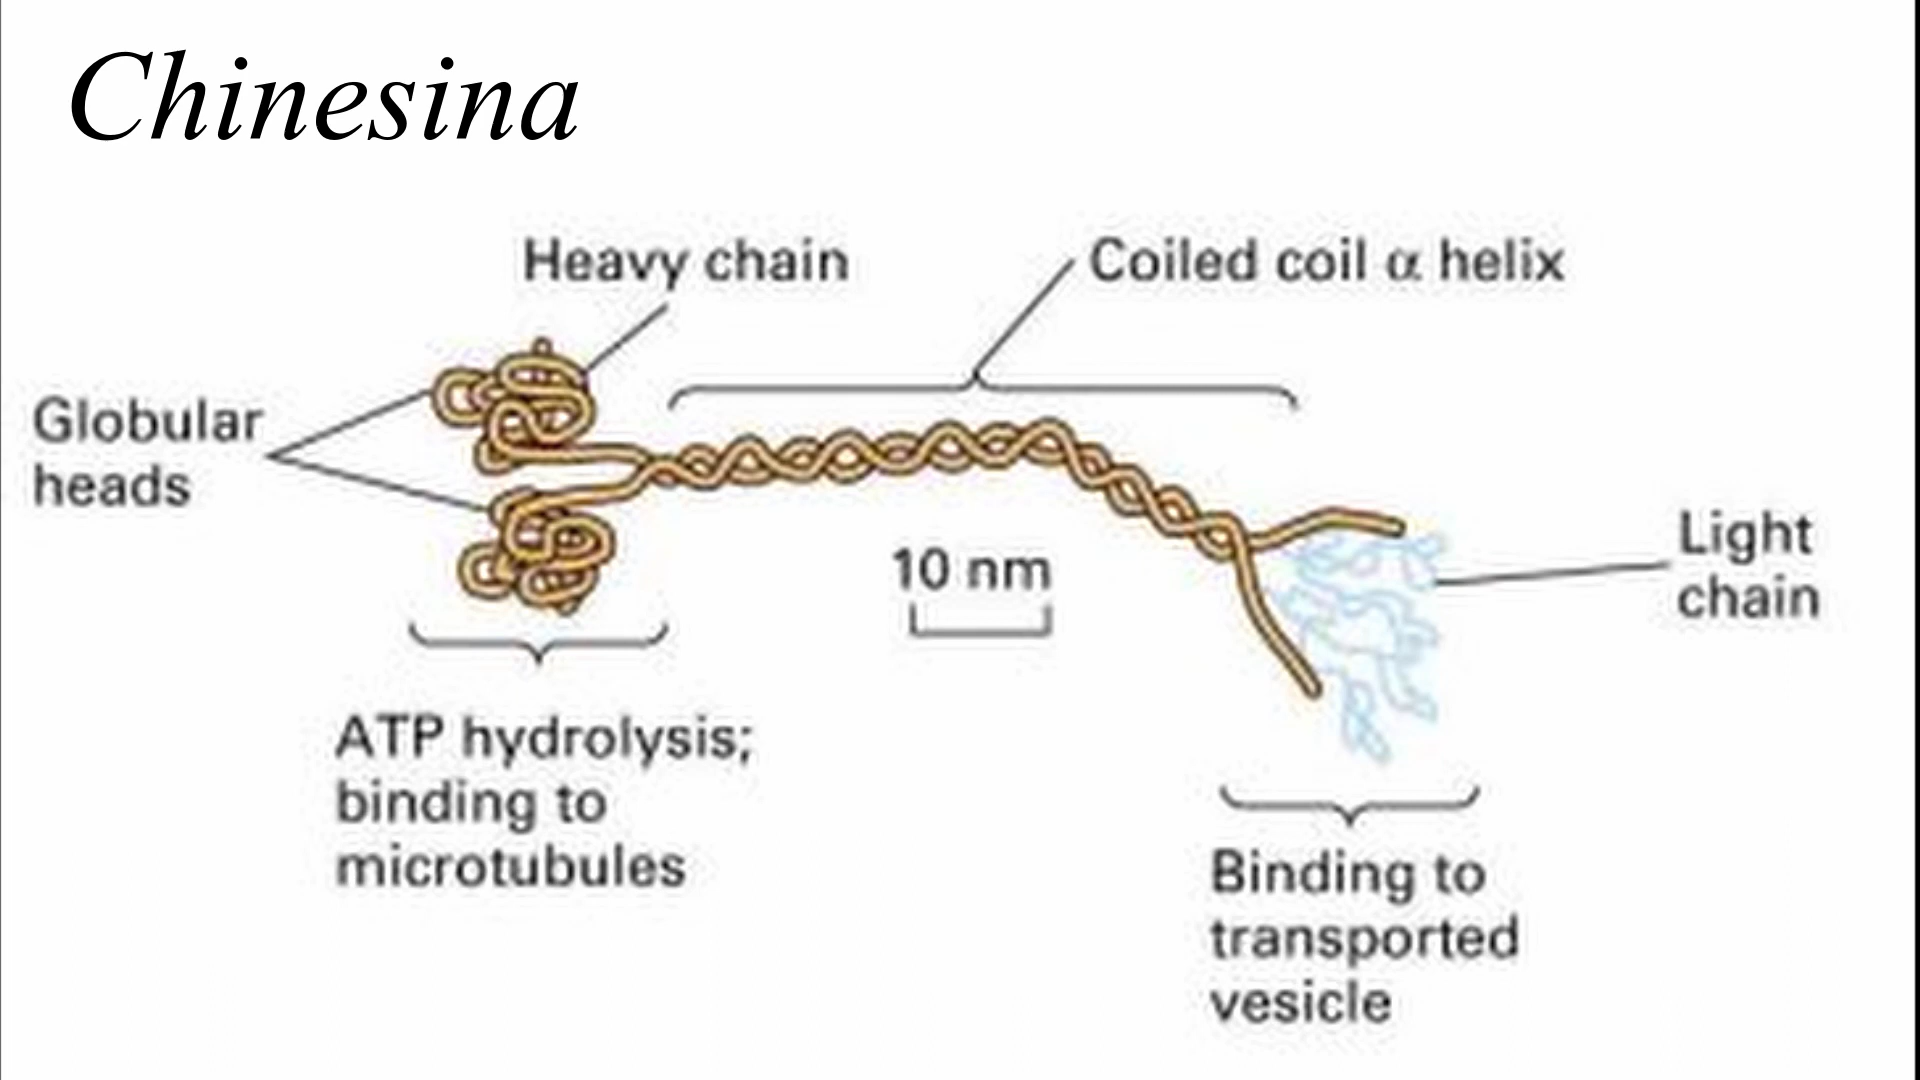 Chinesina
Heavy chain
Coiled coil α helix
Globular
heads
10 nm
Light
chain
ATP hydrolysis;
binding to
microtubules
Binding to
transported
vesicle